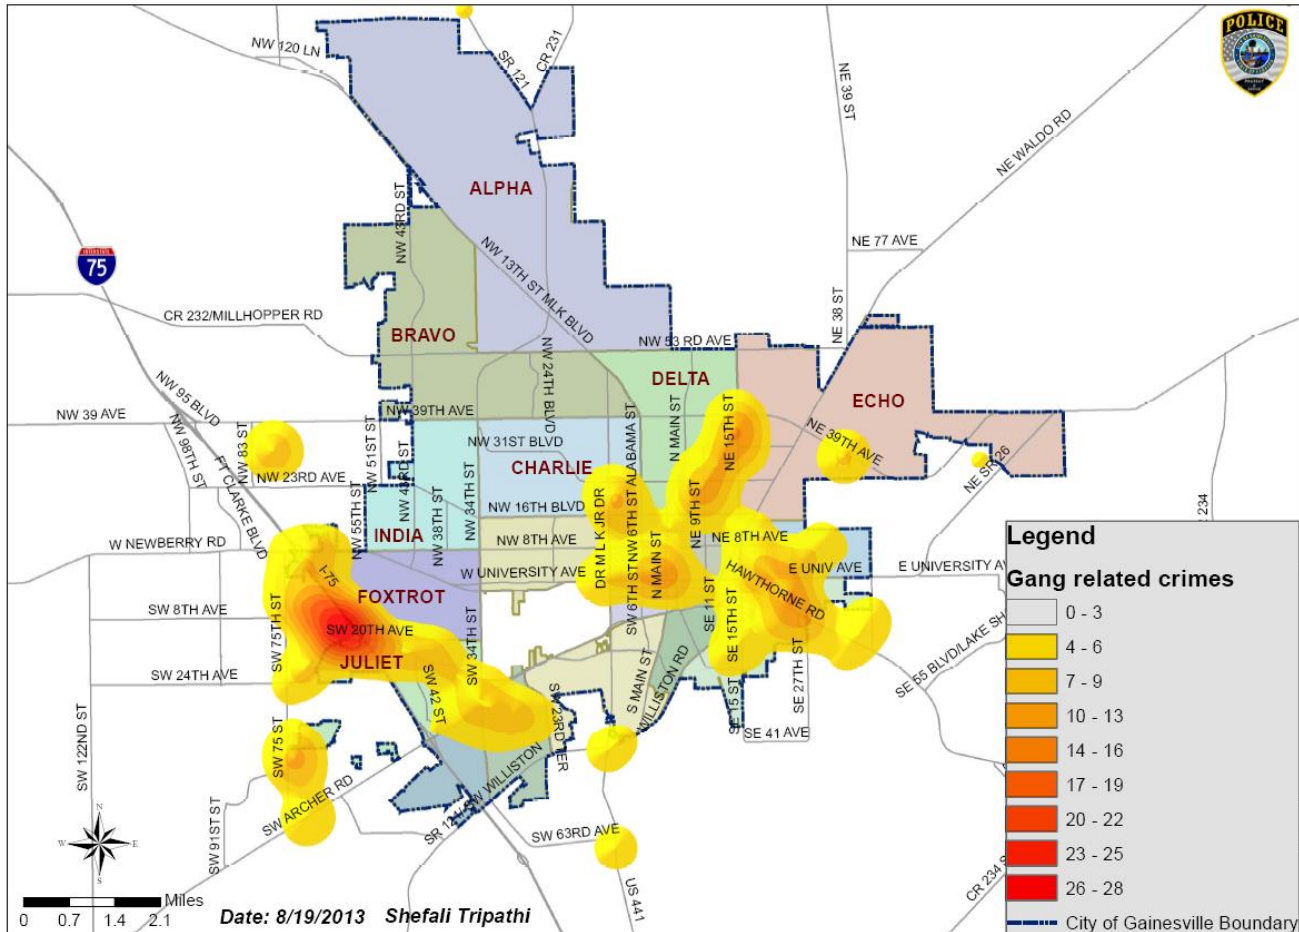 POLICE
NW 120 LN
SR 121
CR 231
NE 39 ST
NE WALDO RD
ALPHA
NW 43RD ST
NE 77 AVE
INTERSTATE
75
NW 13TH ST MLK BLVD
NE 38 ST
CR 232/MILLHOPPER RD
BRAVO
NW 53 RD AVE
NW 24TH BLVD
DELTA
NW 95 BLVD
ECHO
NW 39 AVE
NW 39TH AVE
N MAIN ST
NE 15TH ST
NE 39TH AVE
NW 98TH ST
NW 83 ST
NW 51ST ST
NW 31ST BLVD
ALABAMA ST
FT CLARKE BLVD
NW 23RD AVE
NW 43RD ST
NW 34TH ST
CHARLIE
NE SR 26
NW 16TH BLVD
DR M L K JR DR
NW 6TH ST
NE 9TH ST
234
NW 55TH ST
INDIA
NW 38TH ST
W NEWBERRY RD
NW 8TH AVE
NE 8TH AVE
I-75
W UNIVERSITY AVE
N MAIN ST
E UNIV AVE
E UNIVERSITY AV
FOXTROT
SW 6TH ST
HAWTHORNE RD
SW 8TH AVE
SW 75TH ST
SW 20TH AVE
SE 11 ST
SE 15TH ST
JULIET
SW 34TH ST
SW 24TH AVE
SW 42 ST
S MAIN ST
WILLISTON RD
SE 27TH ST
SE 55 BLVD/LAKE SH
SE 15 ST
SW 23RD TER
SE 41 AVE
SW 122ND ST
SW 75 ST
SW ARCHER RD
SR 121/ SW WILLISTON
SW 91ST ST
SW 63RD AVE
US 441
CR 234 S
N
W
E
S
Miles
0 0.7 1.4 2.1
Date: 8/19/2013 Shefali Tripathi
Legend
Gang related crimes
0 - 3
4 - 6
7 - 9
10 - 13
14 - 16
17 - 19
20 - 22
23 - 25
26 - 28
City of Gainesville Boundary